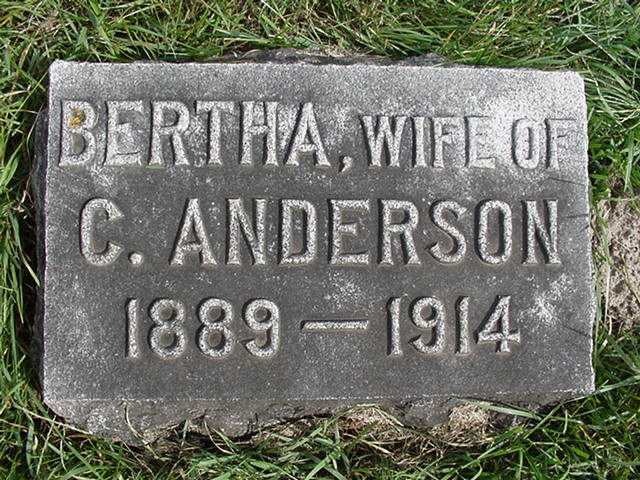 BERTHA, WIFE OF
C. ANDERSON
1889 — 1914